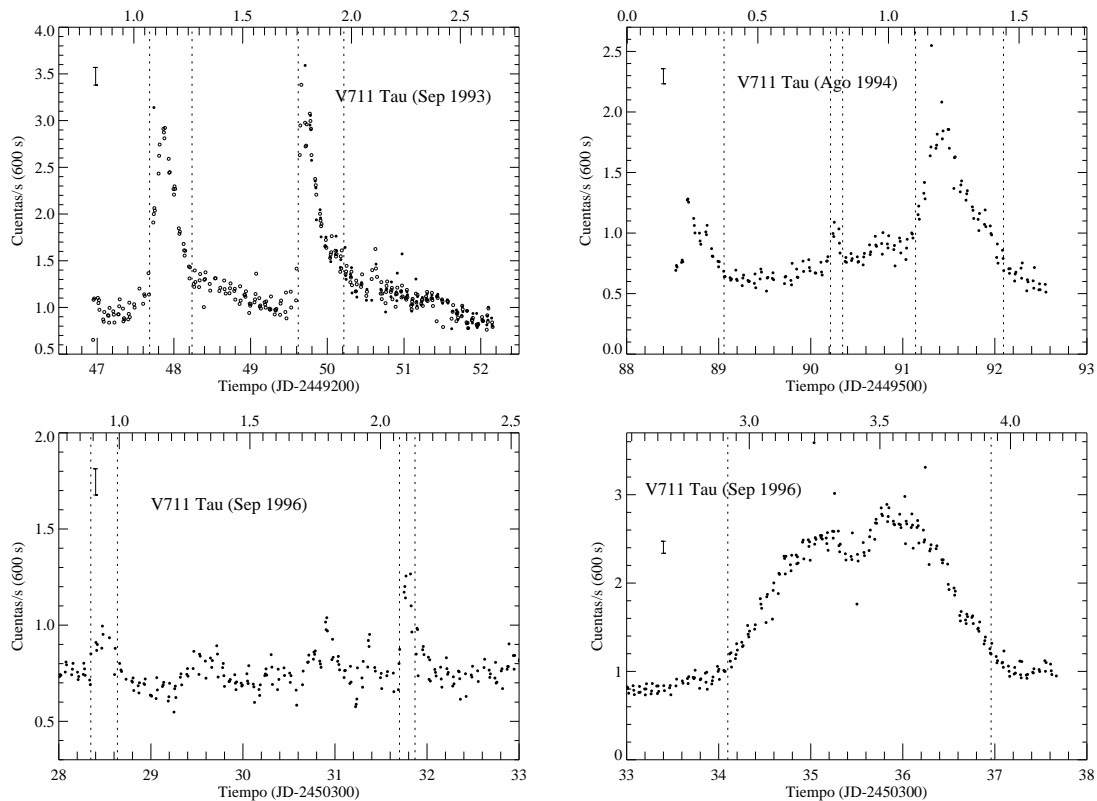 1.0 1.5 2.0 2.5
4.0
3.5
3.0
2.5
2.0
1.5
1.0
0.5
Cuentas/s (600 s)
V711 Tau (Sep 1993)
47 48 49 50 51 52
Tiempo (JD-2449200)
0.0 0.5 1.0 1.5
2.5
2.0
1.5
1.0
0.5
0.0
Cuentas/s (600 s)
V711 Tau (Ago 1994)
88 89 90 91 92 93
Tiempo (JD-2449500)
1.0 1.5 2.0 2.5
2.0
1.5
1.0
0.5
Cuentas/s (600 s)
V711 Tau (Sep 1996)
28 29 30 31 32 33
Tiempo (JD-2450300)
3.0 3.5 4.0
3
2
1
0
Cuentas/s (600 s)
V711 Tau (Sep 1996)
33 34 35 36 37 38
Tiempo (JD-2450300)